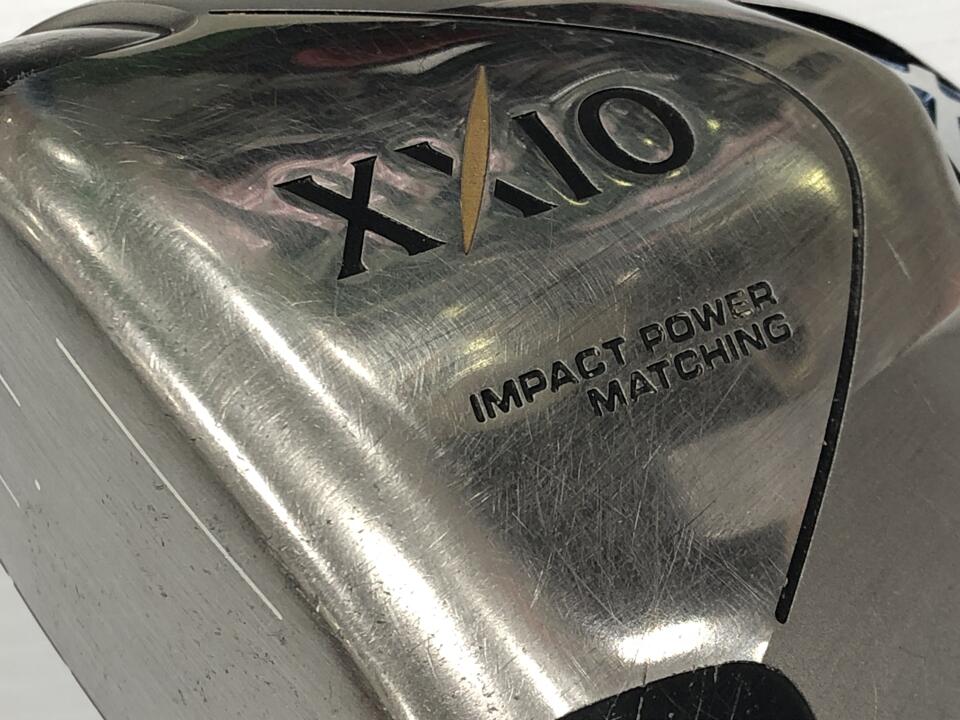 XXIO
IMPACT POWER
MATCHING